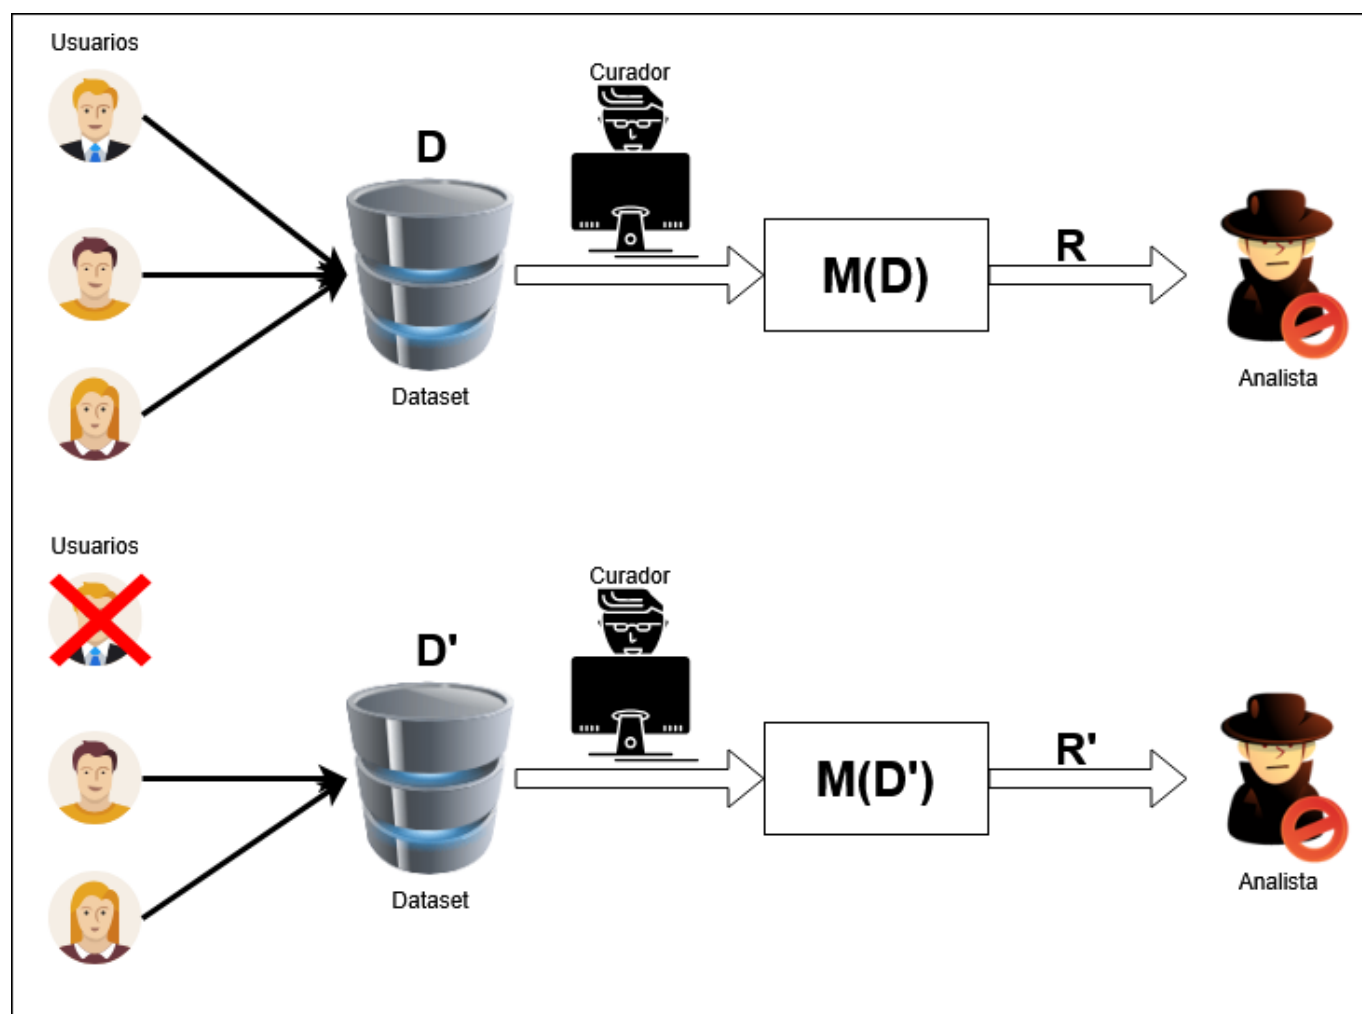 Usuarios
Curador
D
M(D)
R
Dataset
Analista
Usuarios
Curador
D'
M(D')
R'
Dataset
Analista